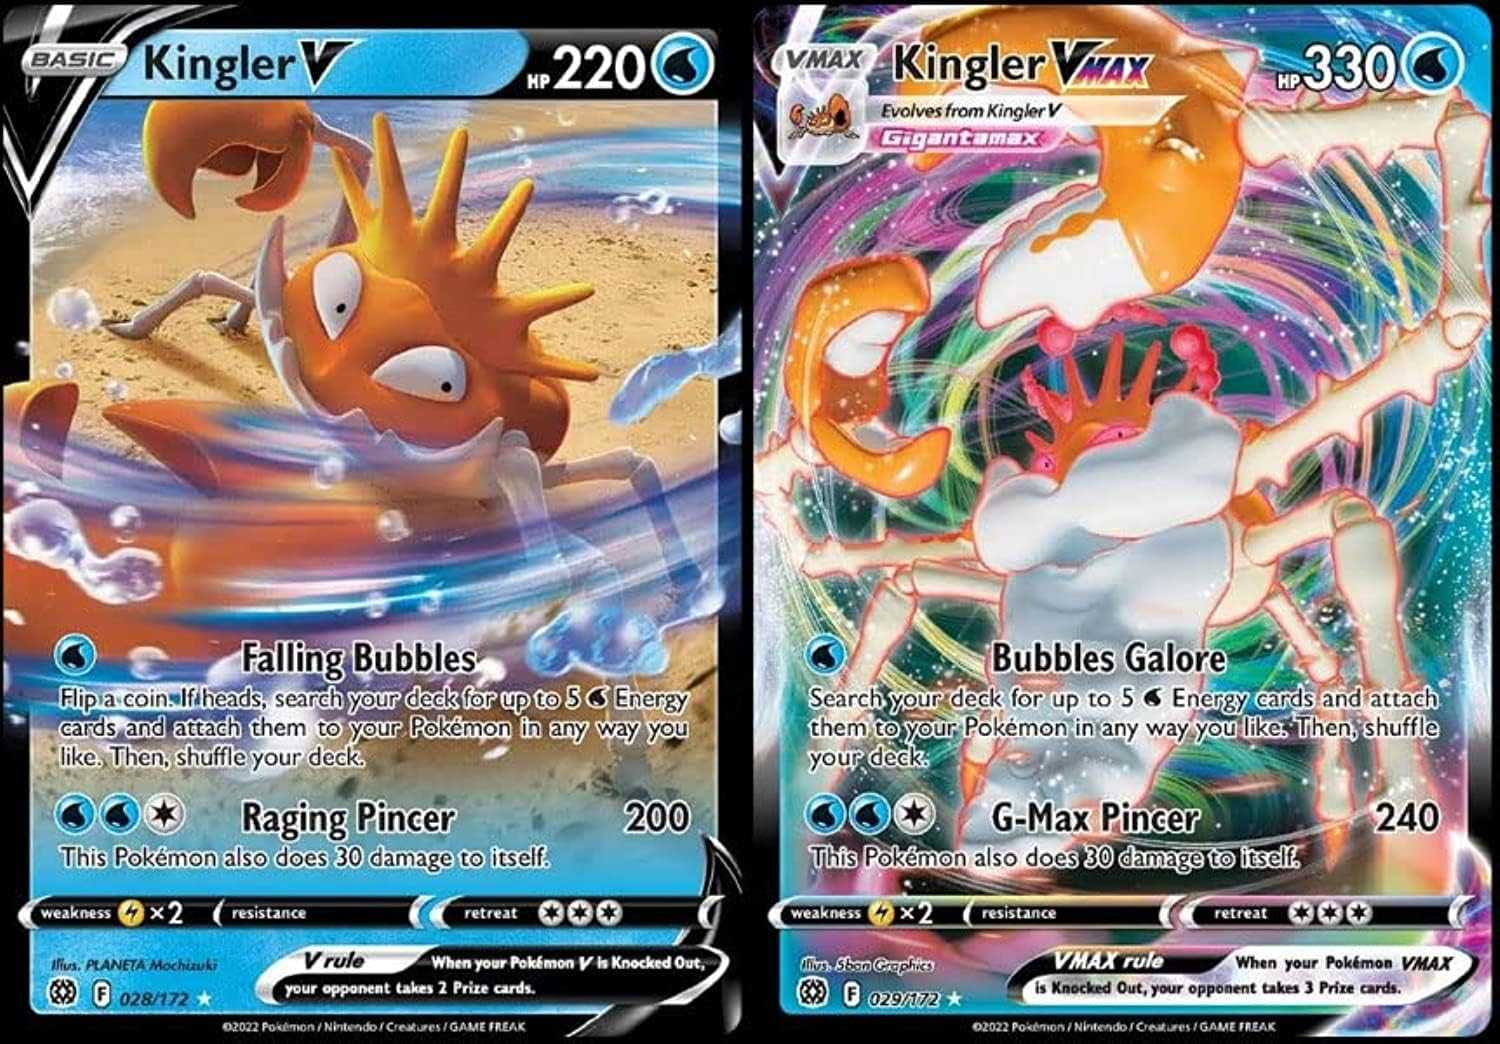 BASIC Kingler V HP 220
Falling Bubbles
Flip a coin. If heads, search your deck for up to 5 Energy
cards and attach them to your Pokémon in any way you
like. Then, shuffle your deck.
Raging Pincer 200
This Pokémon also does 30 damage to itself.
weakness ×2 resistance retreat
Illus. PLANETA Mochizuki
V rule When your Pokémon V is Knocked Out,
your opponent takes 2 Prize cards.
F 028/172
©2022 Pokémon / Nintendo / Creatures / GAME FREAK
VMAX Kingler VMAX HP 330
Evolves from Kingler V
Gigantamax
Bubbles Galore
Search your deck for up to 5 Energy cards and attach
them to your Pokémon in any way you like. Then, shuffle
your deck.
G-Max Pincer 240
This Pokémon also does 30 damage to itself.
weakness ×2 resistance retreat
Illus. 5ban Graphics
VMAX rule When your Pokémon VMAX
is Knocked Out, your opponent takes 3 Prize cards.
F 029/172
©2022 Pokémon / Nintendo / Creatures / GAME FREAK